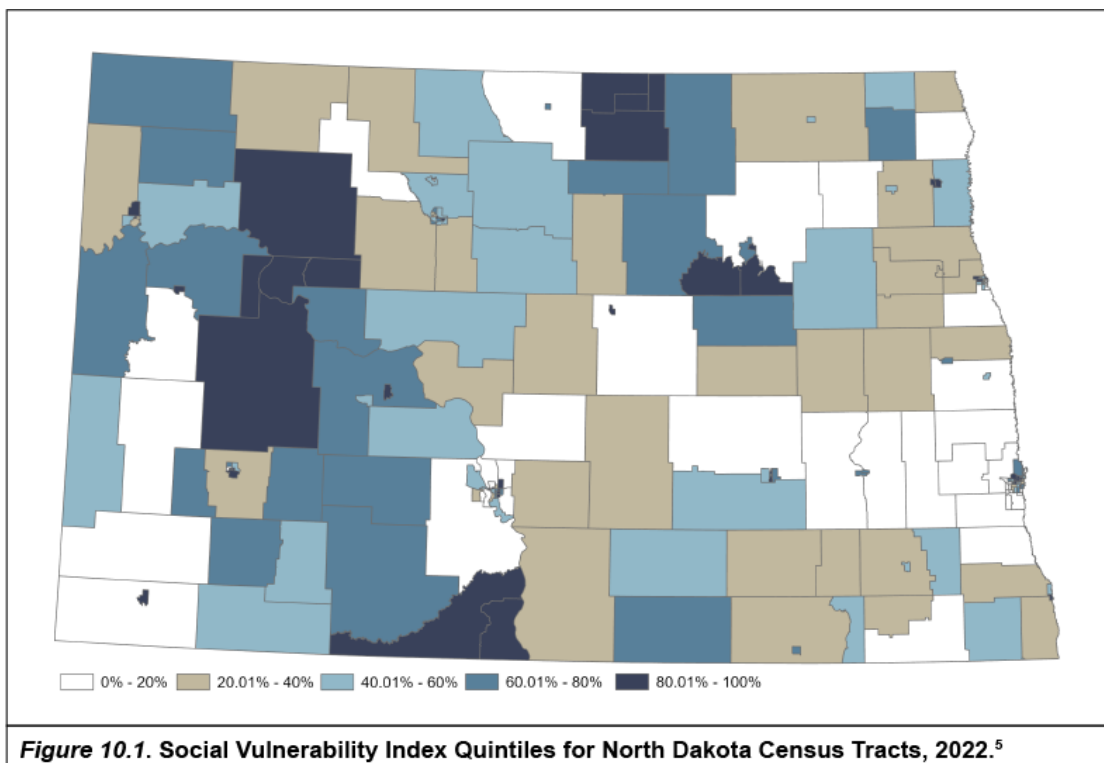 0% - 20% 20.01% - 40% 40.01% - 60% 60.01% - 80% 80.01% - 100%
Figure 10.1. Social Vulnerability Index Quintiles for North Dakota Census Tracts, 2022.⁵